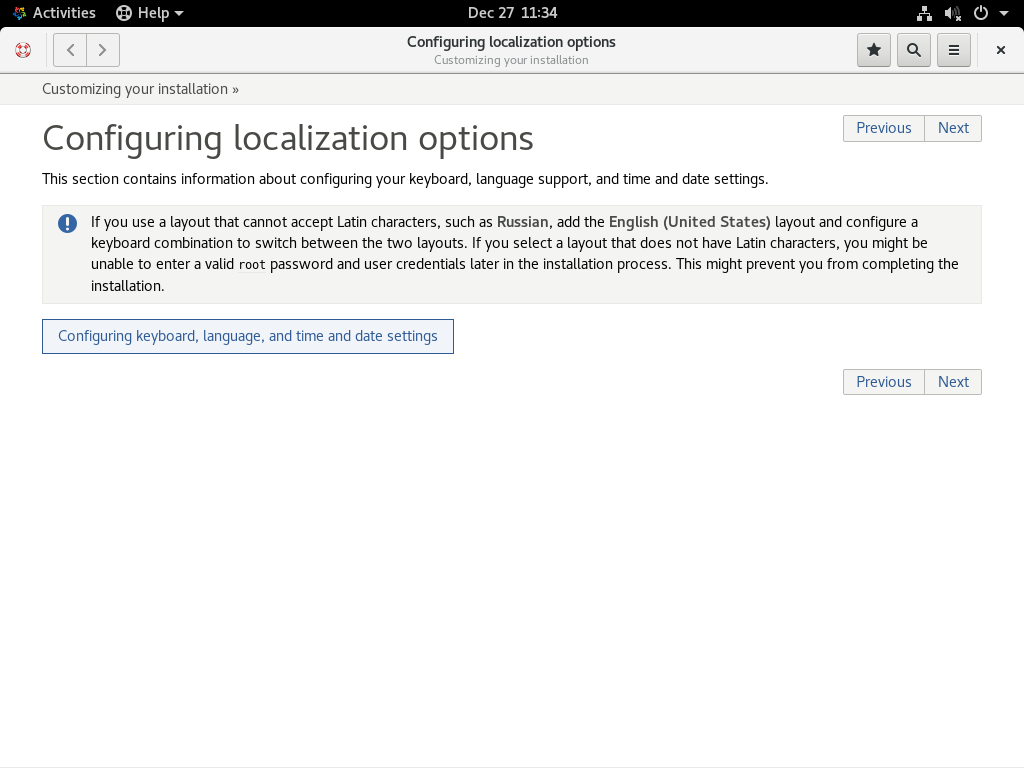 Activities Help Dec 27 11:34
Configuring localization options
Customizing your installation
Customizing your installation »
Configuring localization options
Previous Next
This section contains information about configuring your keyboard, language support, and time and date settings.
If you use a layout that cannot accept Latin characters, such as Russian, add the English (United States) layout and configure a
keyboard combination to switch between the two layouts. If you select a layout that does not have Latin characters, you might be
unable to enter a valid root password and user credentials later in the installation process. This might prevent you from completing the
installation.
Configuring keyboard, language, and time and date settings
Previous Next